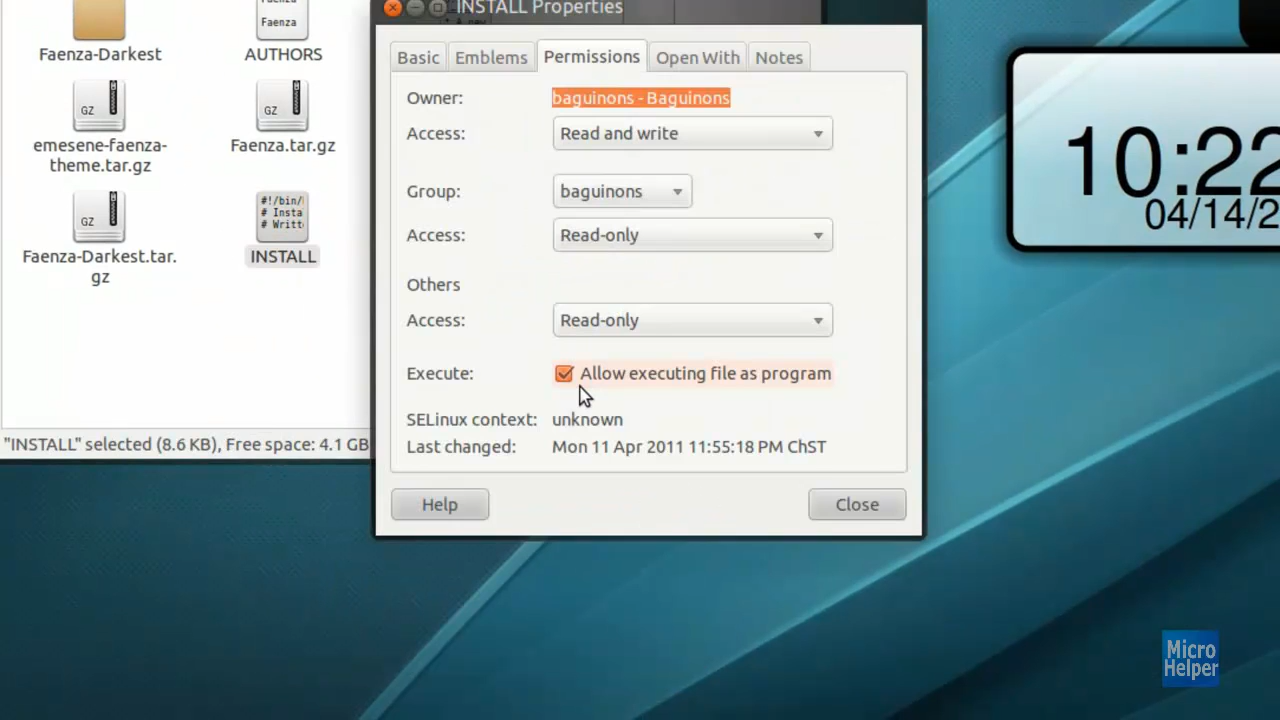 INSTALL Properties
Faenza
Faenza-Darkest
AUTHORS
GZ
GZ
emesene-faenza-
theme.tar.gz
Faenza.tar.gz
GZ
#!/bin/
# Insta
# Writt
Faenza-Darkest.tar.
gz
INSTALL
"INSTALL" selected (8.6 KB), Free space: 4.1 GB
Basic
Emblems
Permissions
Open With
Notes
Owner:
baguinons - Baguinons
Access:
Read and write
Group:
baguinons
Access:
Read-only
Others
Access:
Read-only
Execute:
Allow executing file as program
SELinux context:
unknown
Last changed:
Mon 11 Apr 2011 11:55:18 PM ChST
Help
Close
10:22
04/14/2
Micro
Helper